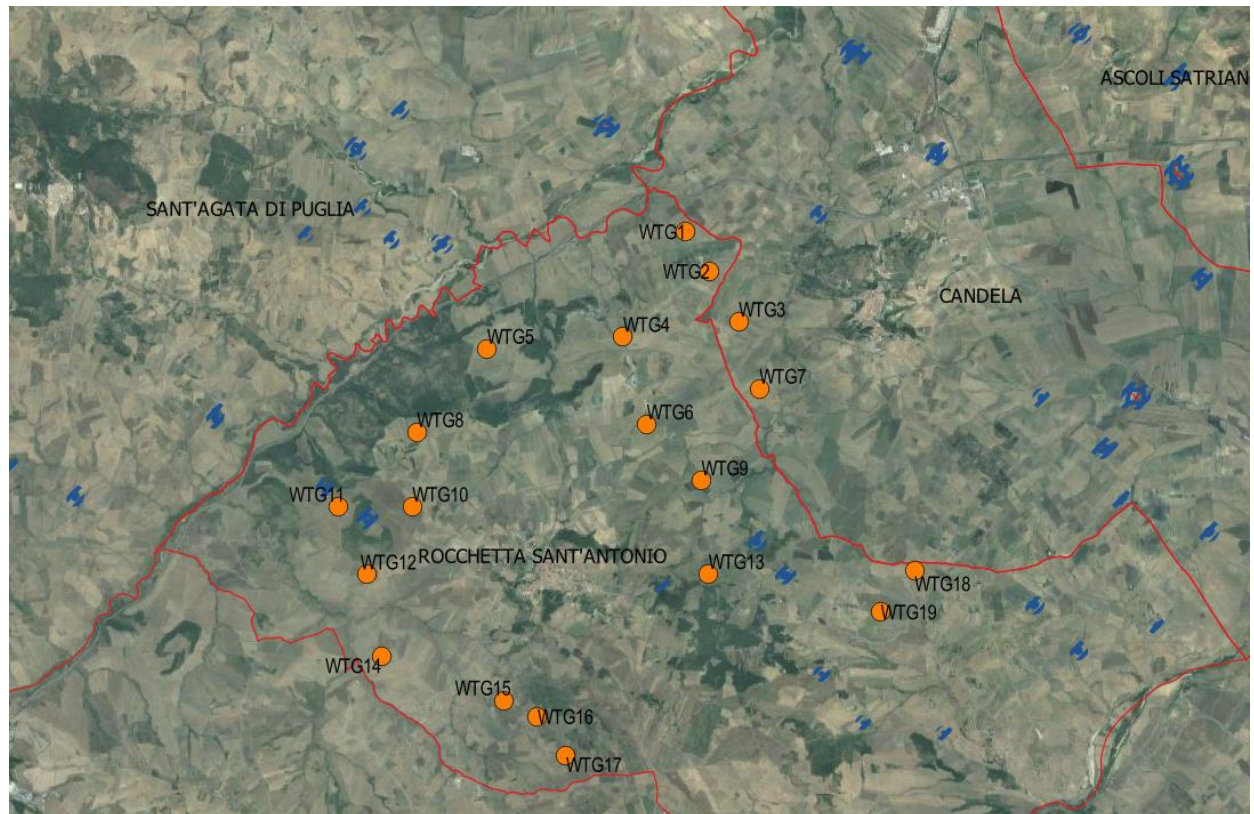 ASCOLI SATRIAN
SANT'AGATA DI PUGLIA
WTG1
WTG2
CANDELA
WTG3
WTG4
WTG5
WTG7
WTG6
WTG8
WTG9
WTG11
WTG10
WTG12
ROCCHETTA SANT'ANTONIO
WTG13
WTG18
WTG19
WTG14
WTG15
WTG16
WTG17